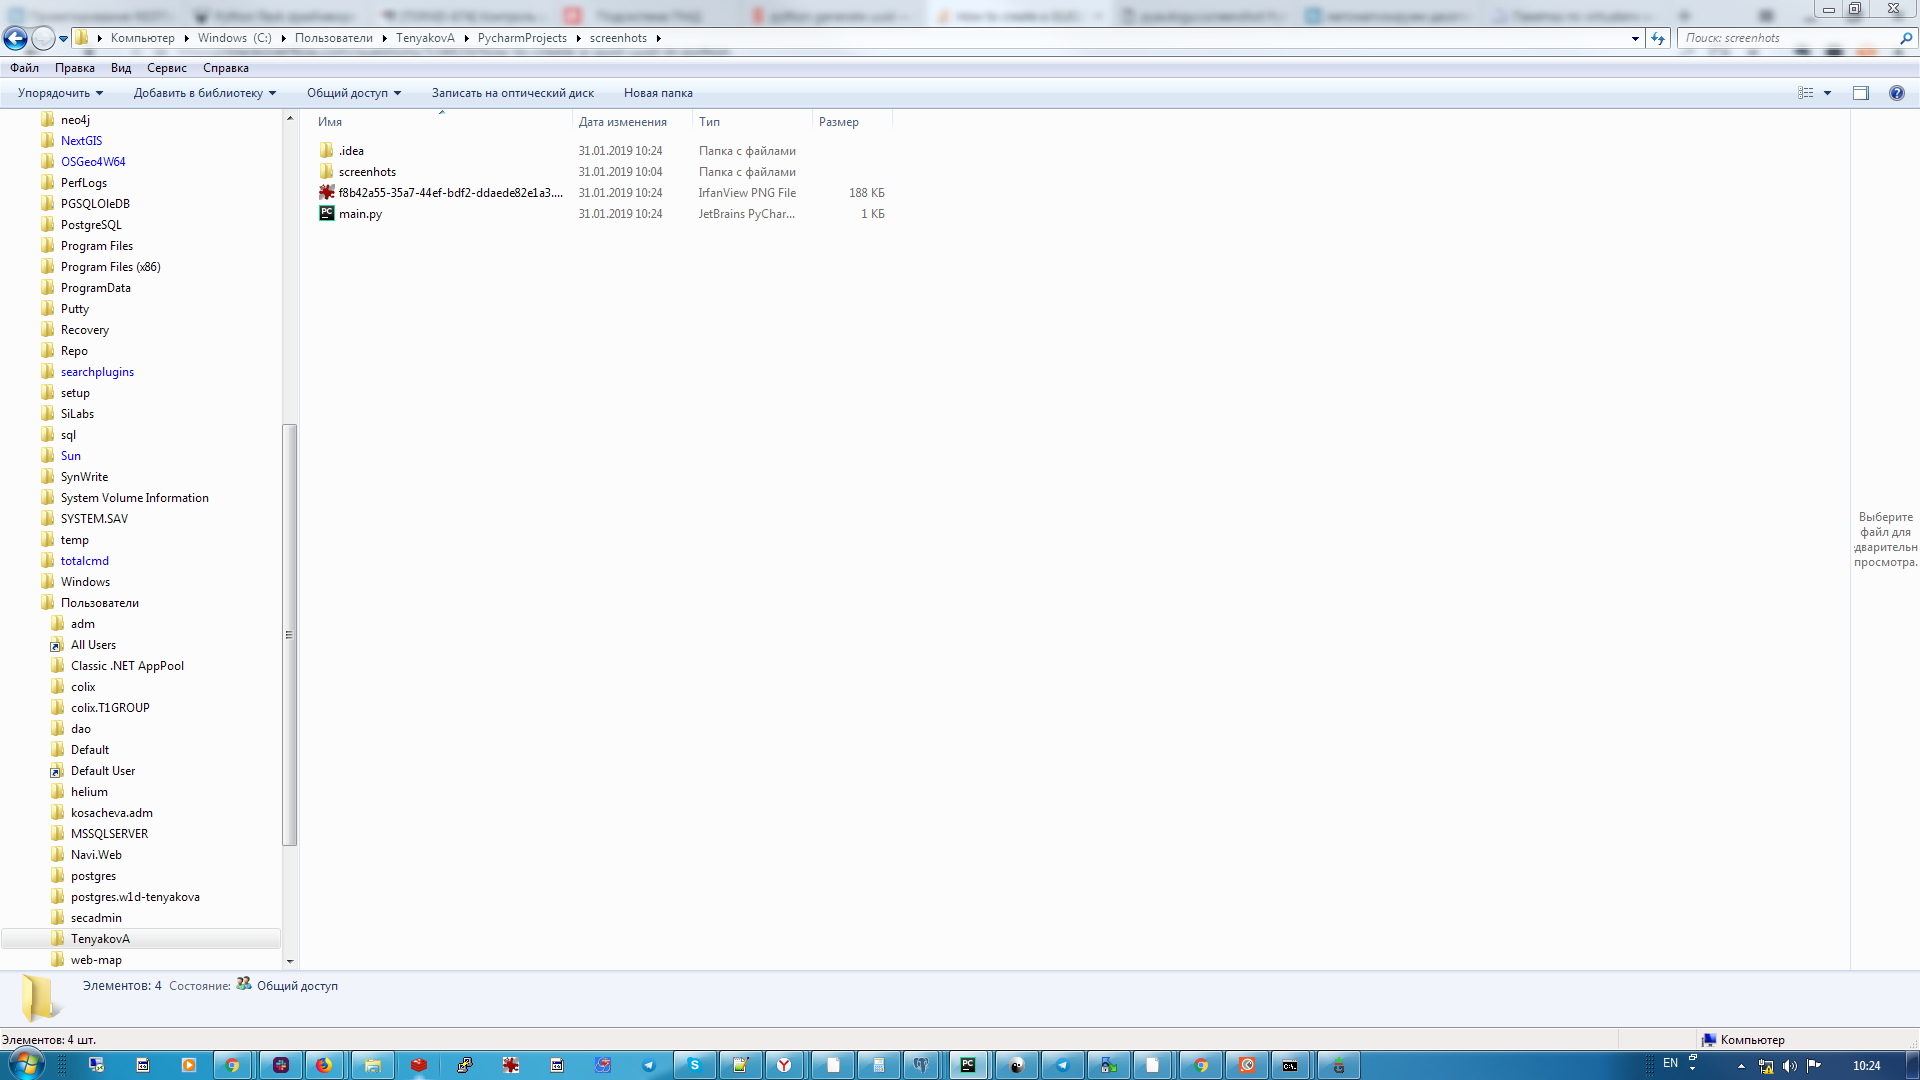 Компьютер Windows (C:) Пользователи TenyakovA PycharmProjects screenhots
Поиск: screenhots
Файл Правка Вид Сервис Справка
Упорядочить Добавить в библиотеку Общий доступ Записать на оптический диск Новая папка
neo4j
NextGIS
OSGeo4W64
PerfLogs
PGSQLOleDB
PostgreSQL
Program Files
Program Files (x86)
ProgramData
Putty
Recovery
Repo
searchplugins
setup
SiLabs
sql
Sun
SynWrite
System Volume Information
SYSTEM.SAV
temp
totalcmd
Windows
Пользователи
adm
All Users
Classic .NET AppPool
colix
colix.T1GROUP
dao
Default
Default User
helium
kosacheva.adm
MSSQLSERVER
Navi.Web
postgres
postgres.w1d-tenyakova
secadmin
TenyakovA
web-map
Имя Дата изменения Тип Размер
.idea 31.01.2019 10:24 Папка с файлами
screenhots 31.01.2019 10:04 Папка с файлами
f8b42a55-35a7-44ef-bdf2-ddaede82e1a3.... 31.01.2019 10:24 IrfanView PNG File 188 КБ
main.py 31.01.2019 10:24 JetBrains PyChar... 1 КБ
Выберите
файл для
дварительн
просмотра.
Элементов: 4 Состояние: Общий доступ
Элементов: 4 шт.
Компьютер
EN
10:24